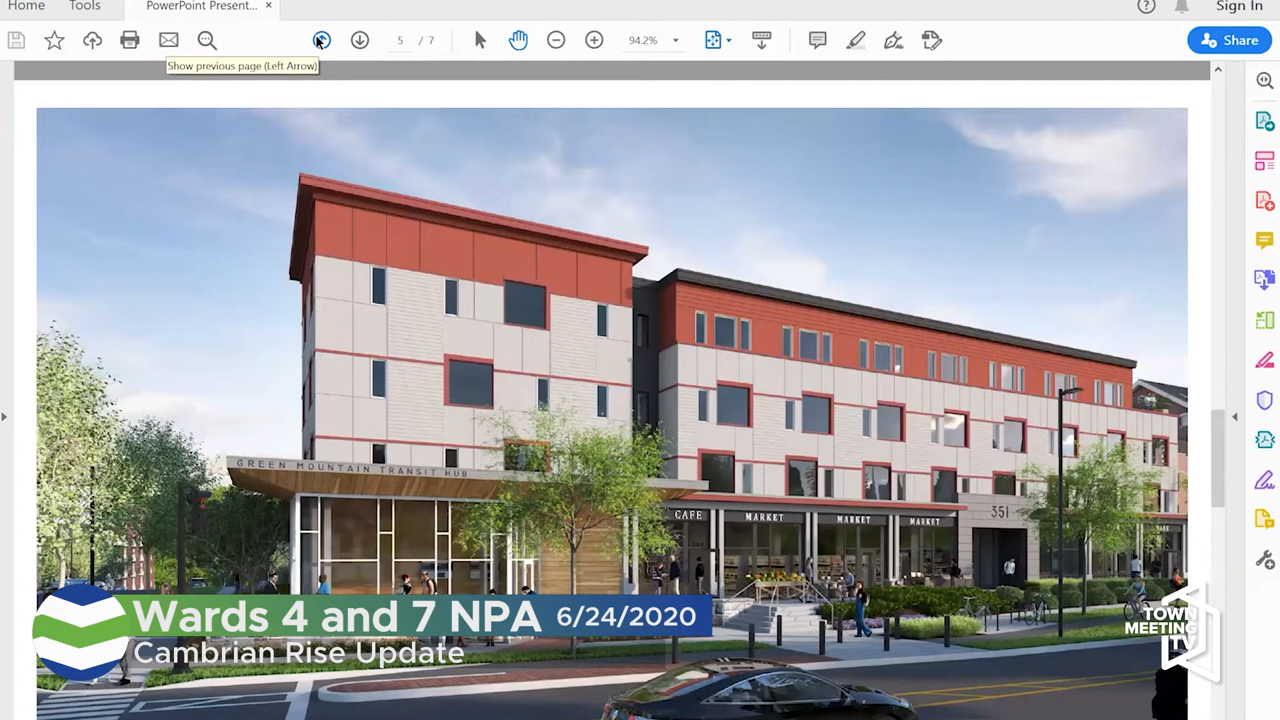 Home Tools PowerPoint Present... × Sign In
5 / 7 94.2% Share
Show previous page (Left Arrow)
GREEN MOUNTAIN TRANSIT HUB
CAFE MARKET MARKET MARKET 351
Wards 4 and 7 NPA 6/24/2020
Cambrian Rise Update
TOWN
MEETING
TV